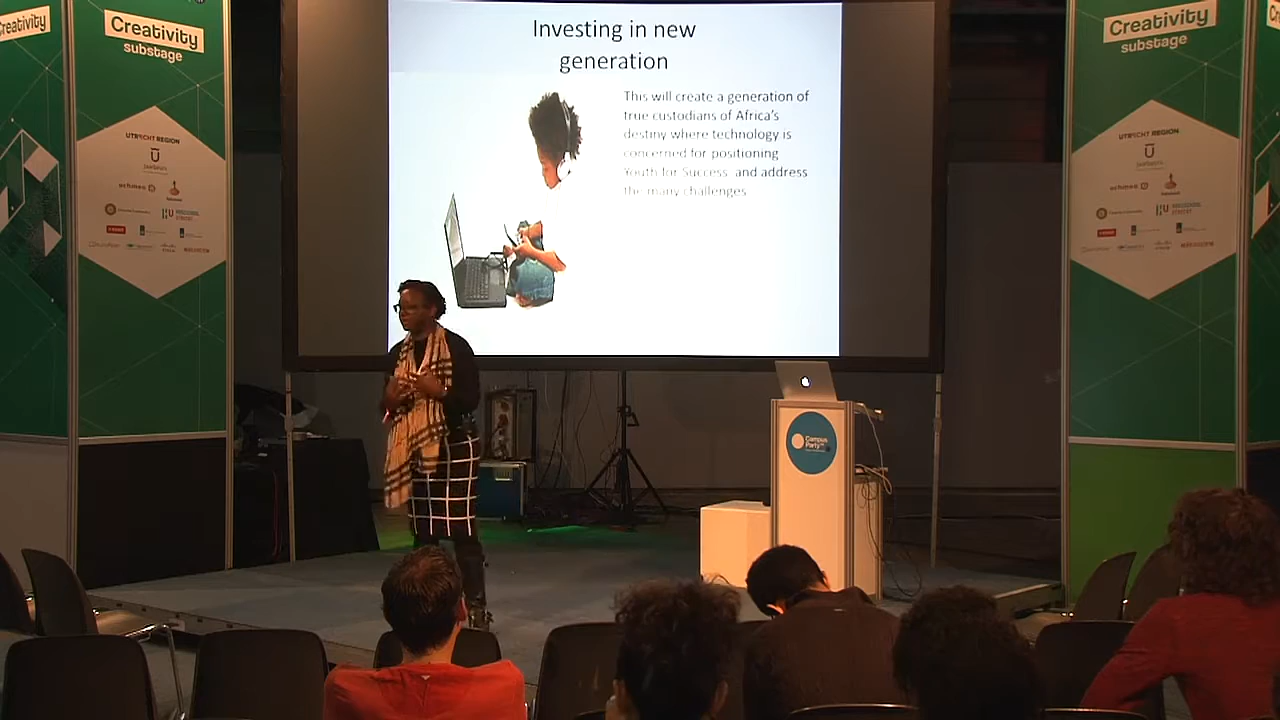 Creativity
Creativity
substage
UTRECHT REGION
Investing in new
generation
This will create a generation of
true custodians of Africa's
destiny where technology is
concerned for positioning
Youth for Success and address
the many challenges
Creativity
substage
UTRECHT REGION
Campus
Party